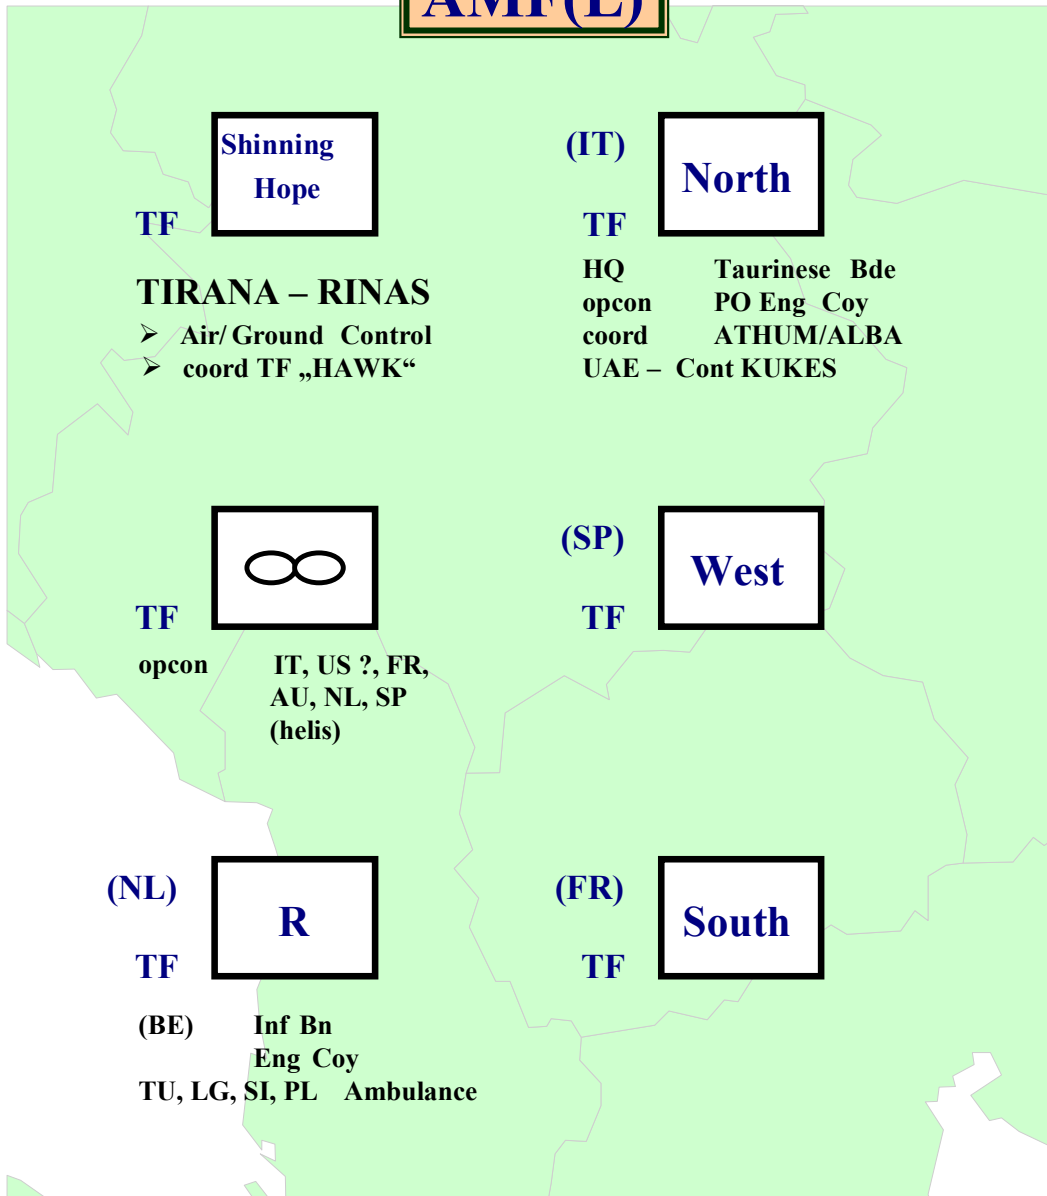 AMF(L)
Shinning
Hope
TF
TIRANA – RINAS
➢ Air/ Ground Control
➢ coord TF „HAWK“
(IT)
North
TF
HQ Taurinese Bde
opcon PO Eng Coy
coord ATHUM/ALBA
UAE – Cont KUKES
TF
opcon IT, US ?, FR,
AU, NL, SP
(helis)
(SP)
West
TF
(NL)
R
TF
(BE) Inf Bn
Eng Coy
TU, LG, SI, PL Ambulance
(FR)
South
TF